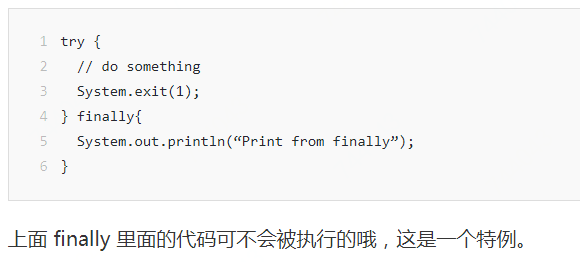 1 try {
2   // do something
3   System.exit(1);
4 } finally{
5   System.out.println(“Print from finally”);
6 }
上面 finally 里面的代码可不会被执行的哦，这是一个特例。